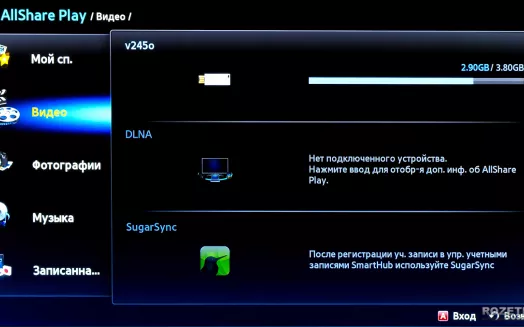 AllShare Play / Видео /
v245o
Мой сп.
2.90GB / 3.80GB
Видео
DLNA
Нет подключенного устройства.
Нажмите ввод для отобр-я доп. инф. об AllShare
Play.
Фотографии
Музыка
SugarSync
После регистрации уч. записи в упр. учетными
записями SmartHub используйте SugarSync
Записанна...
A Вход